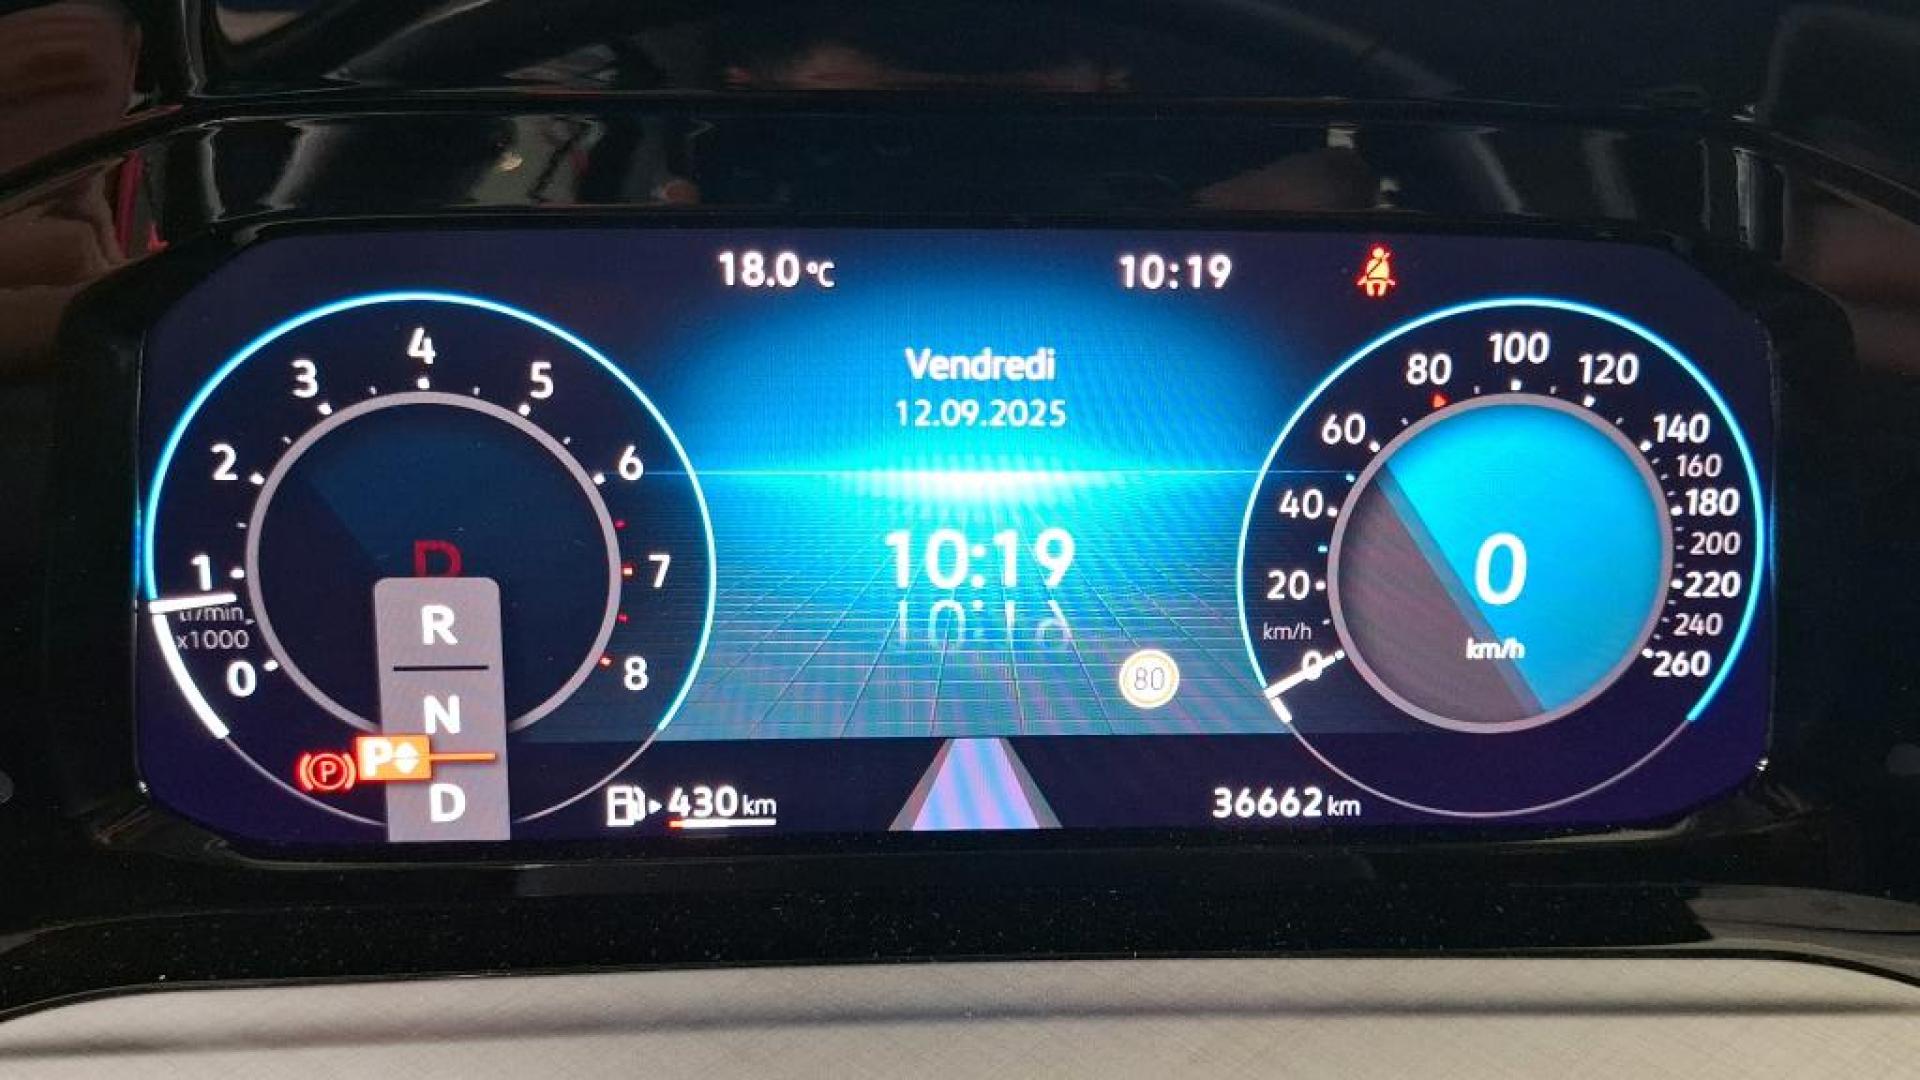 18.0 °C 10:19
Vendredi
12.09.2025
10:19
80
0 1 2 3 4 5 6 7 8
x1000
D
R
N
P
D
P
430 km
36662 km
0 20 40 60 80 100 120 140 160 180 200 220 240 260
km/h
0
km/h